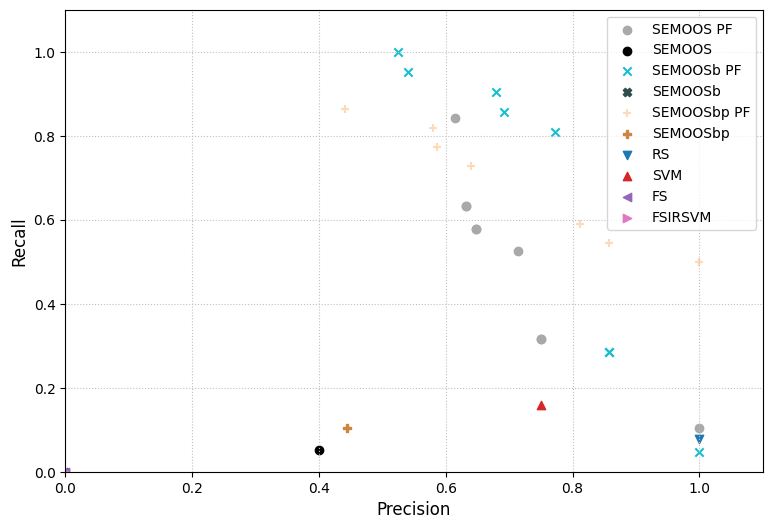 SEMOOS PF
SEMOOS
SEMOOSb PF
SEMOOSb
SEMOOSbp PF
SEMOOSbp
RS
SVM
FS
FSIRSVM
1.0
0.8
0.6
0.4
0.2
0.0
Recall
0.0 0.2 0.4 0.6 0.8 1.0
Precision